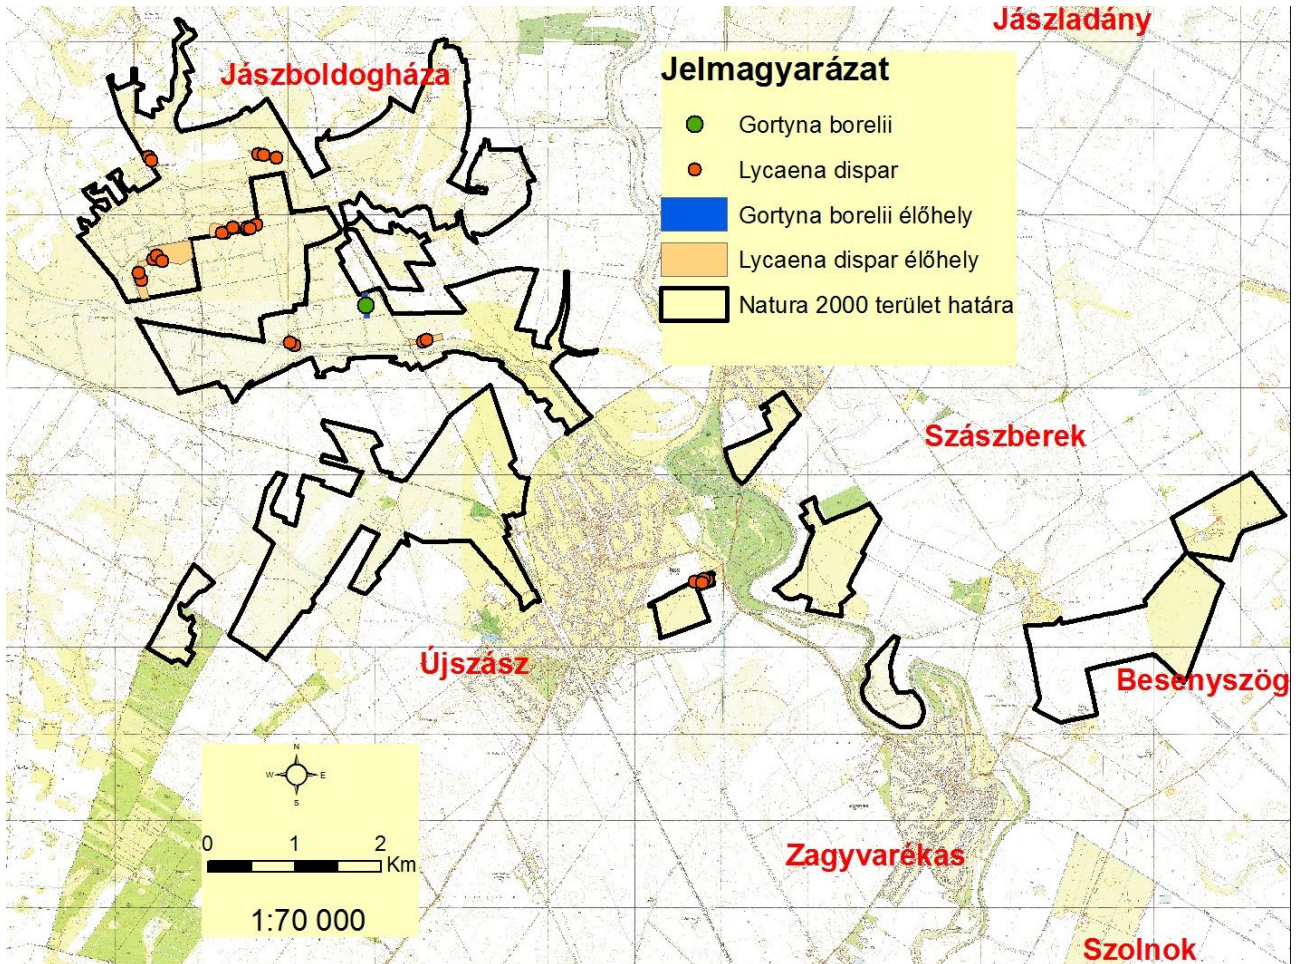 Jászladány
Jászboldogháza
Jelmagyarázat
Gortyna borelii
Lycaena dispar
Gortyna borelii élőhely
Lycaena dispar élőhely
Natura 2000 terület határa
Szászberek
Újszász
Besenyszög
N
W E
S
0 1 2
Km
1:70 000
Zagyvarékas
Szolnok